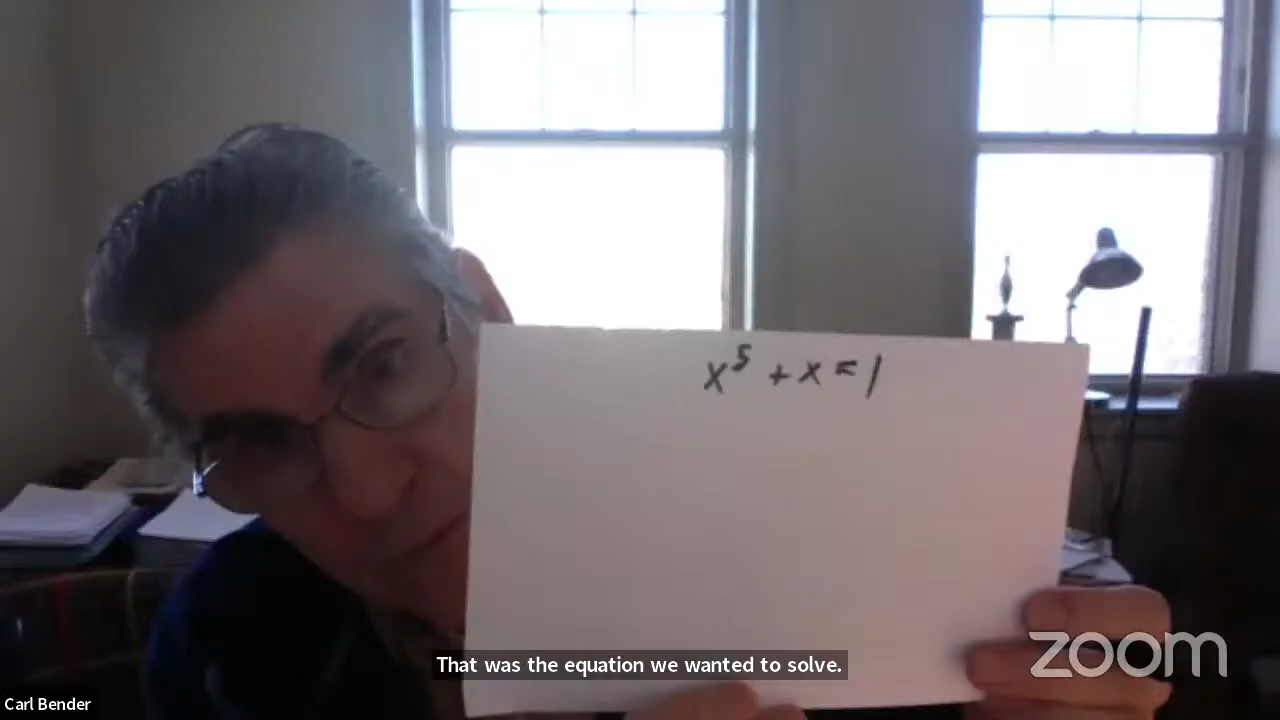 x⁵ + x = 1
That was the equation we wanted to solve.
zoom
Carl Bender